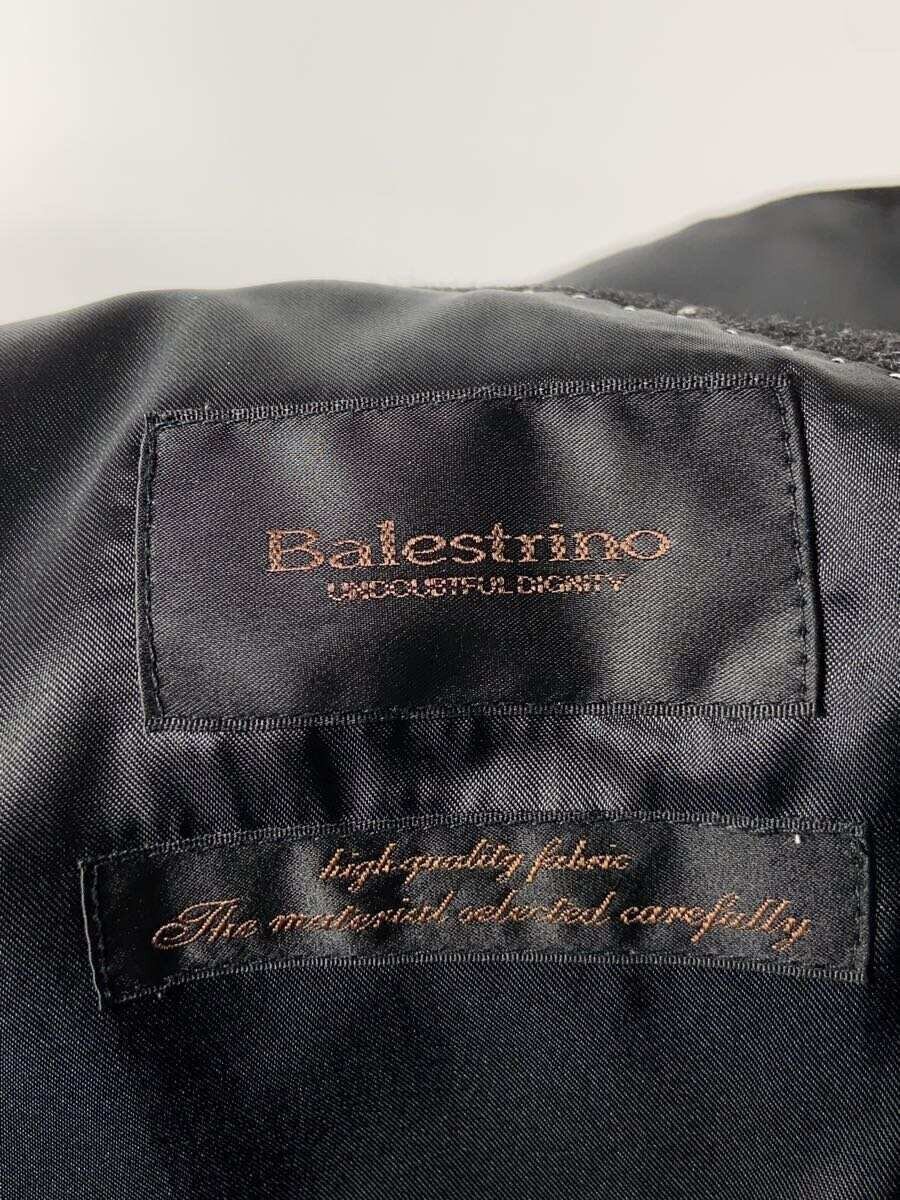 Balestrino
UNDOUBTFUL DIGNITY
high-quality fabric
The material selected carefully